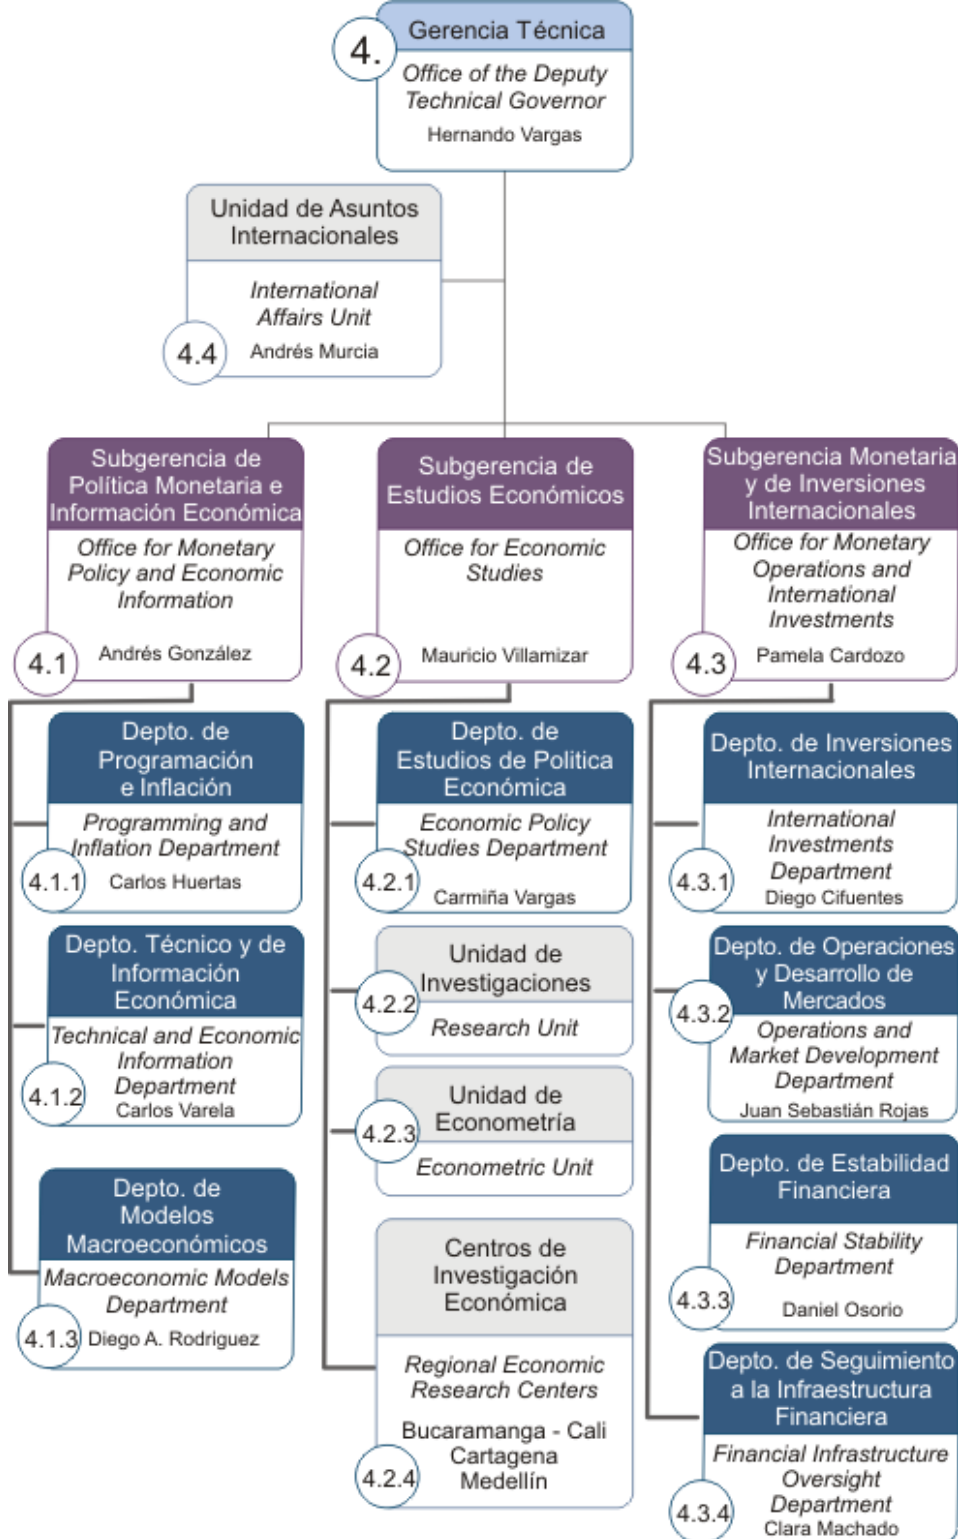 Gerencia Técnica
4.
Office of the Deputy
Technical Governor
Hernando Vargas
Unidad de Asuntos
Internacionales
International
Affairs Unit
4.4
Andrés Murcia
Subgerencia de
Política Monetaria e
Información Económica
Office for Monetary
Policy and Economic
Information
4.1
Andrés González
Depto. de
Programación
e Inflación
Programming and
Inflation Department
4.1.1
Carlos Huertas
Depto. Técnico y de
Información
Económica
Technical and Economic
Information
Department
4.1.2
Carlos Varela
Depto. de
Modelos
Macroeconómicos
Macroeconomic Models
Department
4.1.3
Diego A. Rodriguez
Subgerencia de
Estudios Económicos
Office for Economic
Studies
4.2
Mauricio Villamizar
Depto. de
Estudios de Politica
Económica
Economic Policy
Studies Department
4.2.1
Carmiña Vargas
Unidad de
Investigaciones
4.2.2
Research Unit
Unidad de
Econometría
4.2.3
Econometric Unit
Centros de
Investigación
Económica
Regional Economic
Research Centers
Bucaramanga - Cali
Cartagena
Medellín
4.2.4
Subgerencia Monetaria
y de Inversiones
Internacionales
Office for Monetary
Operations and
International
Investments
4.3
Pamela Cardozo
Depto. de Inversiones
Internacionales
International
Investments
Department
4.3.1
Diego Cifuentes
Depto. de Operaciones
y Desarrollo de
Mercados
4.3.2
Operations and
Market Development
Department
Juan Sebastián Rojas
Depto. de Estabilidad
Financiera
Financial Stability
Department
4.3.3
Daniel Osorio
Depto. de Seguimiento
a la Infraestructura
Financiera
Financial Infrastructure
Oversight
Department
4.3.4
Clara Machado